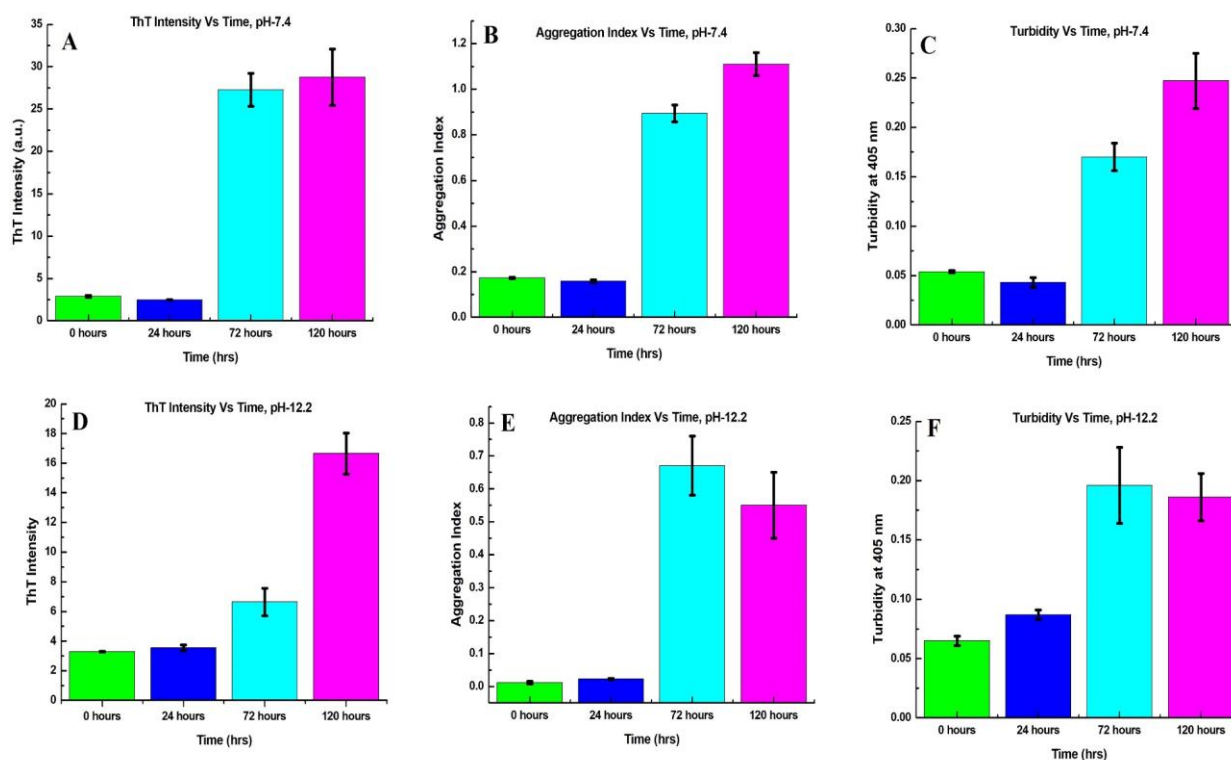 A
ThT Intensity Vs Time, pH-7.4
ThT Intensity (a.u.)
35
30
25
20
15
10
5
0
0 hours 24 hours 72 hours 120 hours
Time (hrs)
B
Aggregation Index Vs Time, pH-7.4
Aggregation Index
1.2
1.0
0.8
0.6
0.4
0.2
0.0
0 hours 24 hours 72 hours 120 hours
Time (hrs)
C
Turbidity Vs Time, pH-7.4
Turbidity at 405 nm
0.25
0.20
0.15
0.10
0.05
0.00
0 hours 24 hours 72 hours 120 hours
Time (hrs)
D
ThT Intensity Vs Time, pH-12.2
ThT Intensity
20
18
16
14
12
10
8
6
4
2
0
0 hours 24 hours 72 hours 120 hours
Time (hrs)
E
Aggregation Index Vs Time, pH-12.2
Aggregation Index
0.8
0.7
0.6
0.5
0.4
0.3
0.2
0.1
0.0
0 hours 24 hours 72 hours 120 hours
Time (hrs)
F
Turbidity Vs Time, pH-12.2
Turbidity at 405 nm
0.25
0.20
0.15
0.10
0.05
0.00
0 hours 24 hours 72 hours 120 hours
Time (hrs)